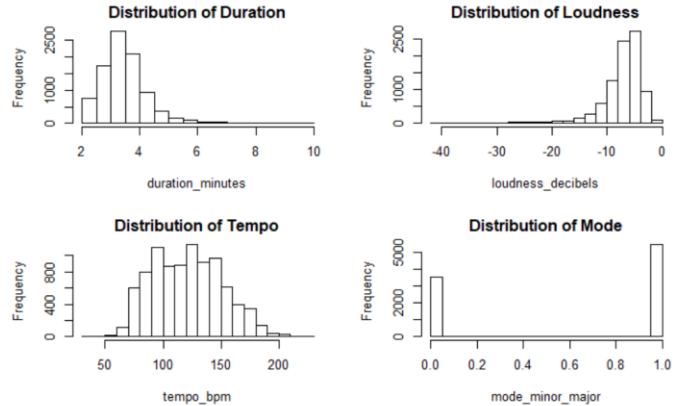 Distribution of Duration
Frequency
0 1000 2500
2 4 6 8 10
duration_minutes
Distribution of Loudness
Frequency
0 1000 2500
-40 -30 -20 -10 0
loudness_decibels
Distribution of Tempo
Frequency
0 400 800
50 100 150 200
tempo_bpm
Distribution of Mode
Frequency
0 2000 5000
0.0 0.2 0.4 0.6 0.8 1.0
mode_minor_major